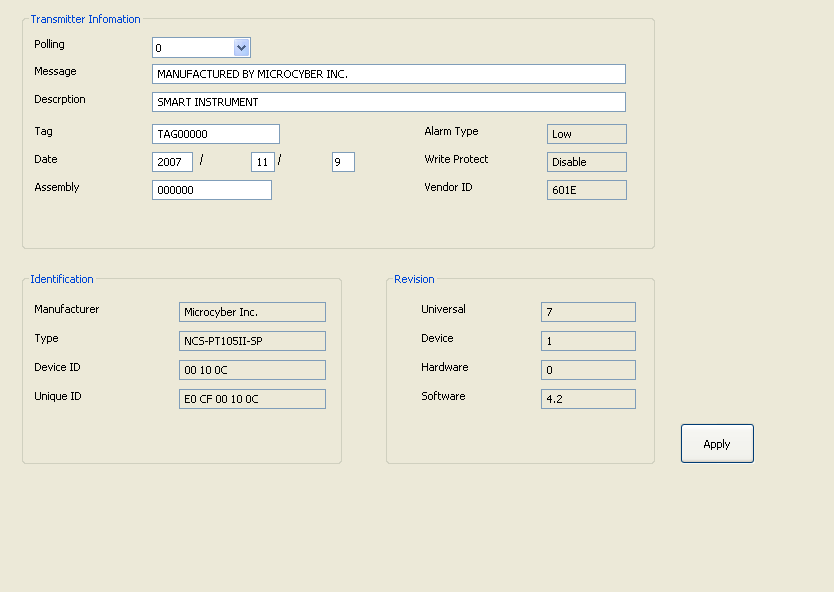 Transmitter Infomation
Polling 0
Message MANUFACTURED BY MICROCYBER INC.
Descrption SMART INSTRUMENT
Tag TAG00000 Alarm Type Low
Date 2007 / 11 / 9 Write Protect Disable
Assembly 000000 Vendor ID 601E
Identification
Manufacturer Microcyber Inc.
Type NCS-PT105II-SP
Device ID 00 10 0C
Unique ID E0 CF 00 10 0C
Revision
Universal 7
Device 1
Hardware 0
Software 4.2
Apply